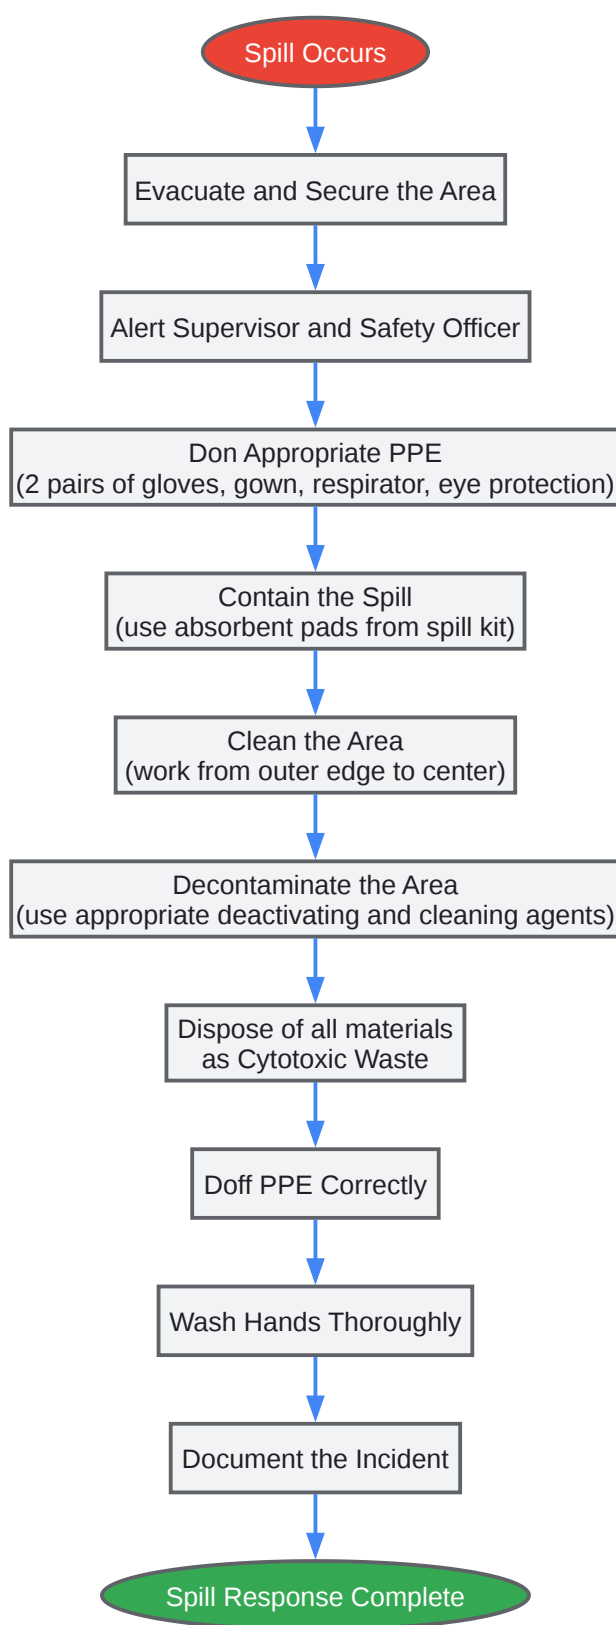 Spill Occurs
Evacuate and Secure the Area
Alert Supervisor and Safety Officer
Don Appropriate PPE
(2 pairs of gloves, gown, respirator, eye protection)
Contain the Spill
(use absorbent pads from spill kit)
Clean the Area
(work from outer edge to center)
Decontaminate the Area
(use appropriate deactivating and cleaning agents)
Dispose of all materials
as Cytotoxic Waste
Doff PPE Correctly
Wash Hands Thoroughly
Document the Incident
Spill Response Complete